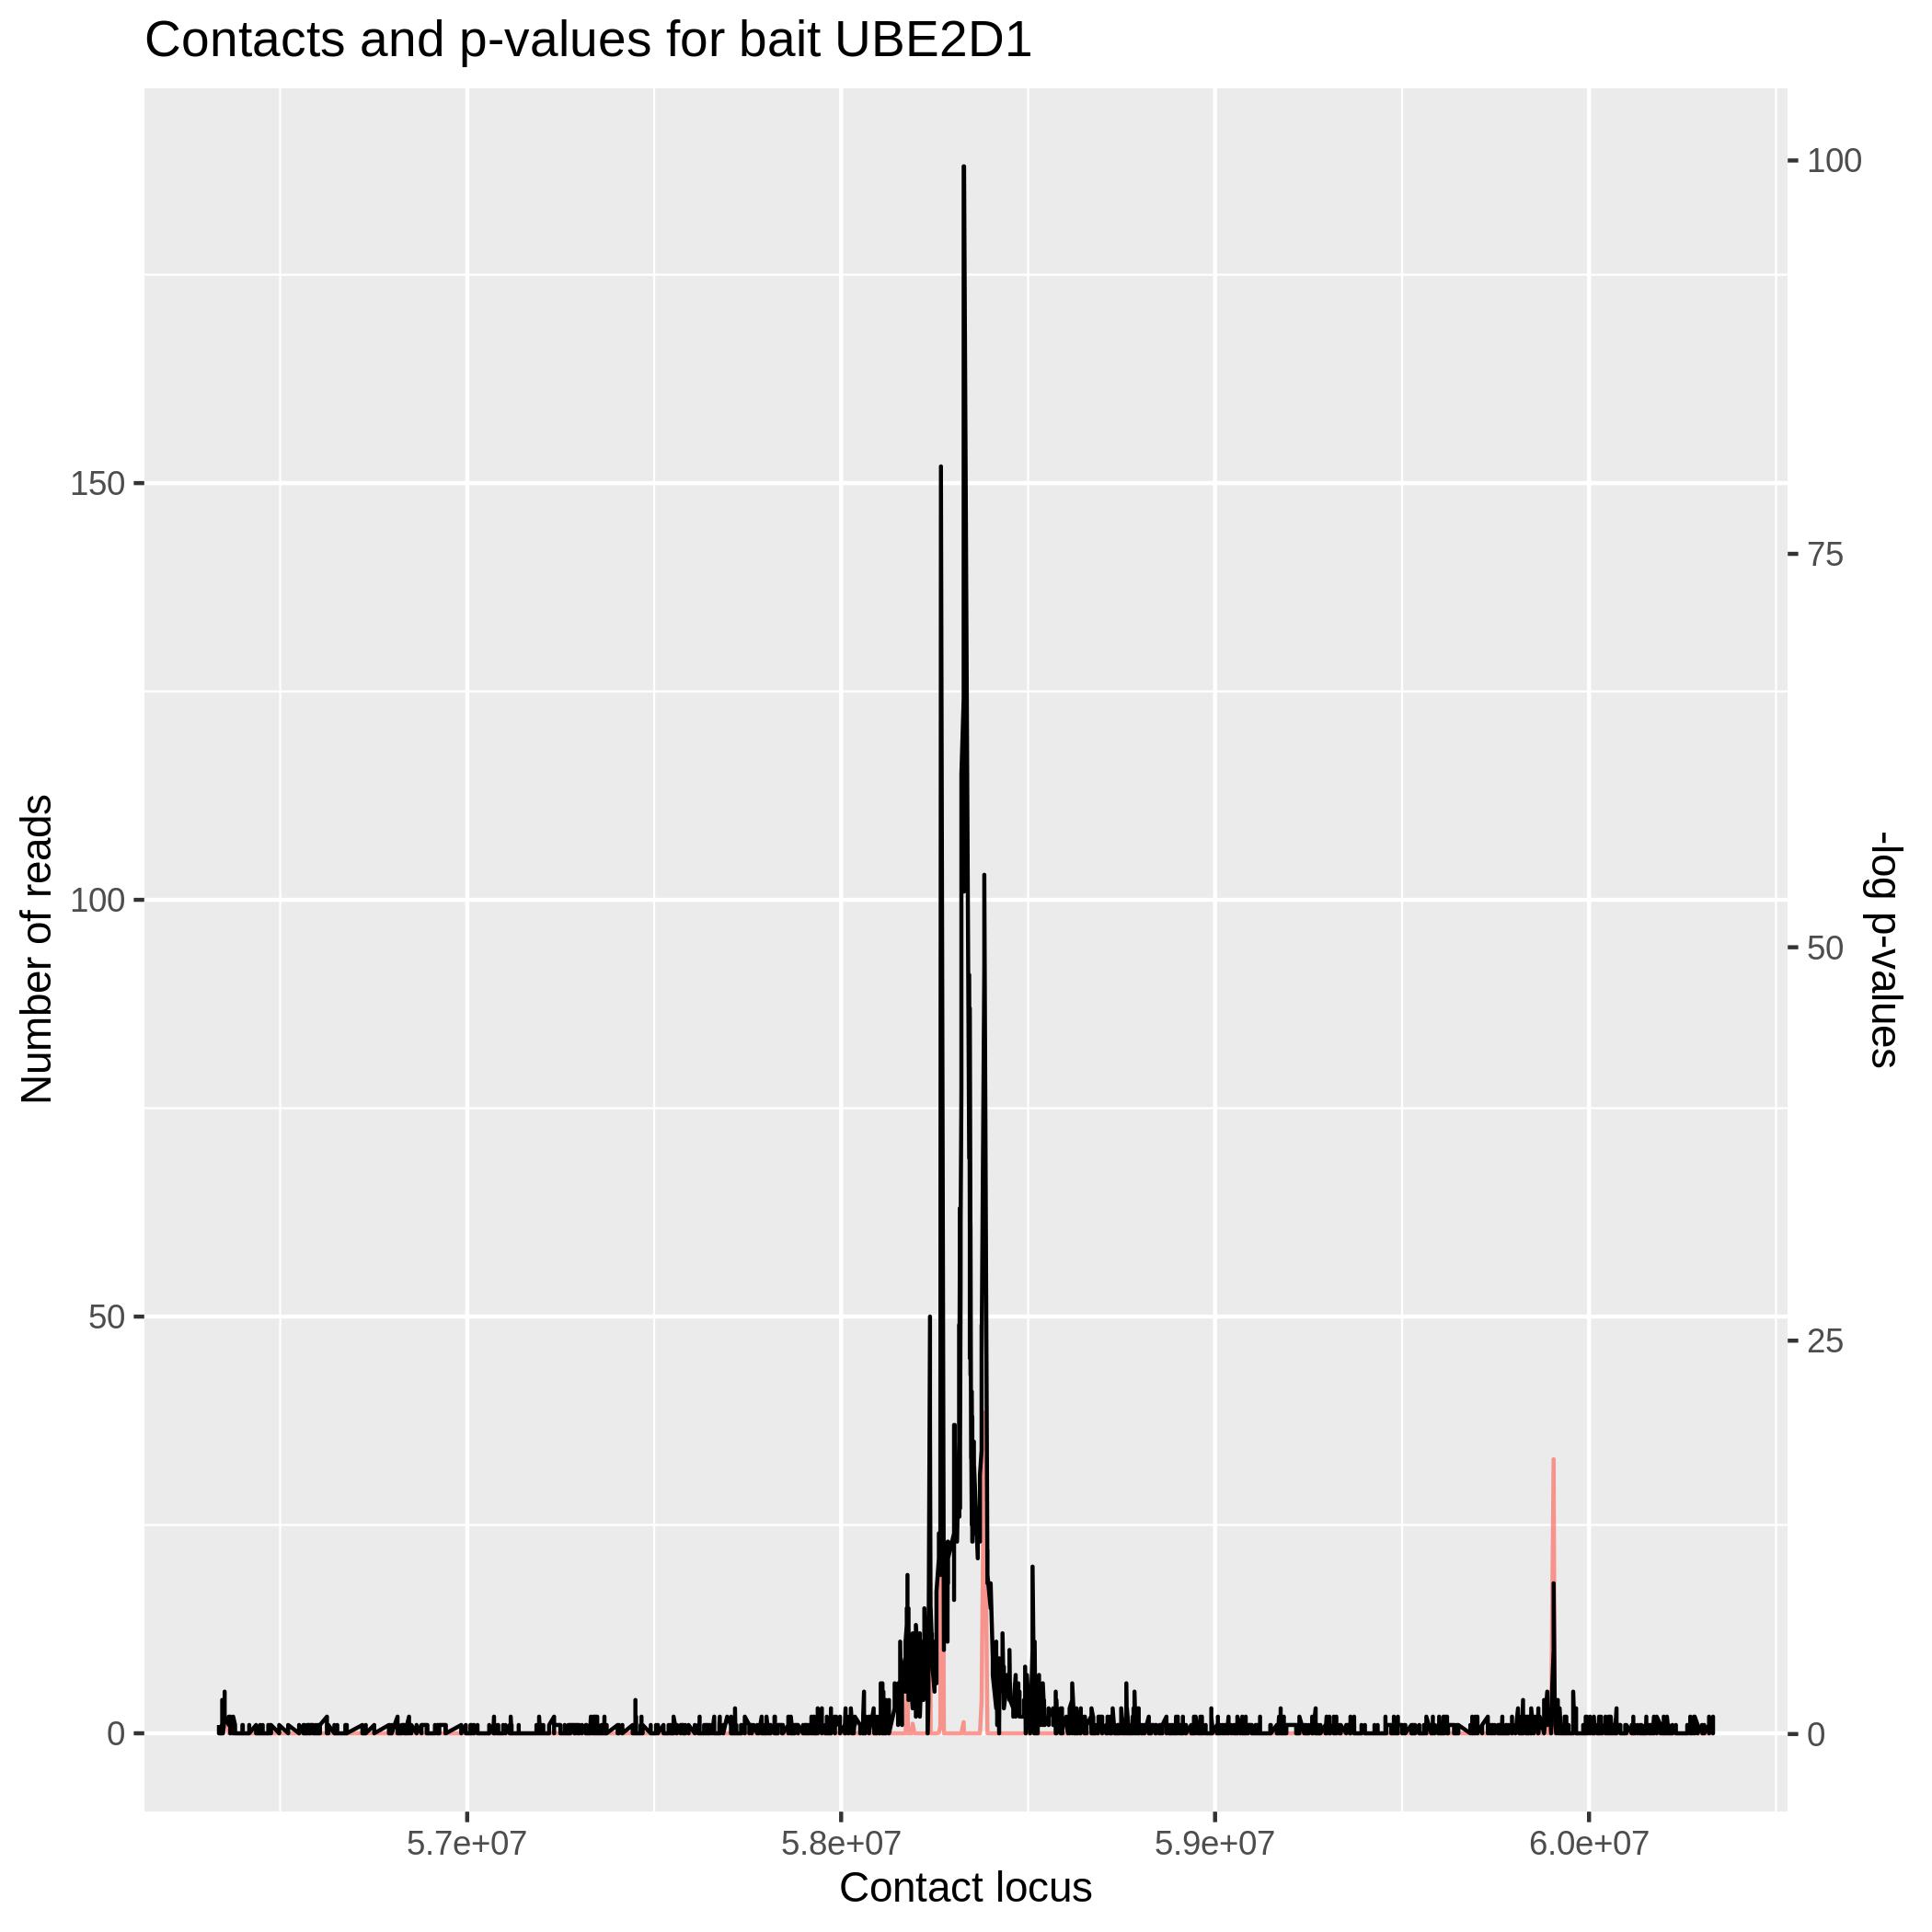 Contacts and p-values for bait UBE2D1
Number of reads
150
100
50
0
100
75
50
25
0
-log p-values
5.7e+07
5.8e+07
5.9e+07
6.0e+07
Contact locus